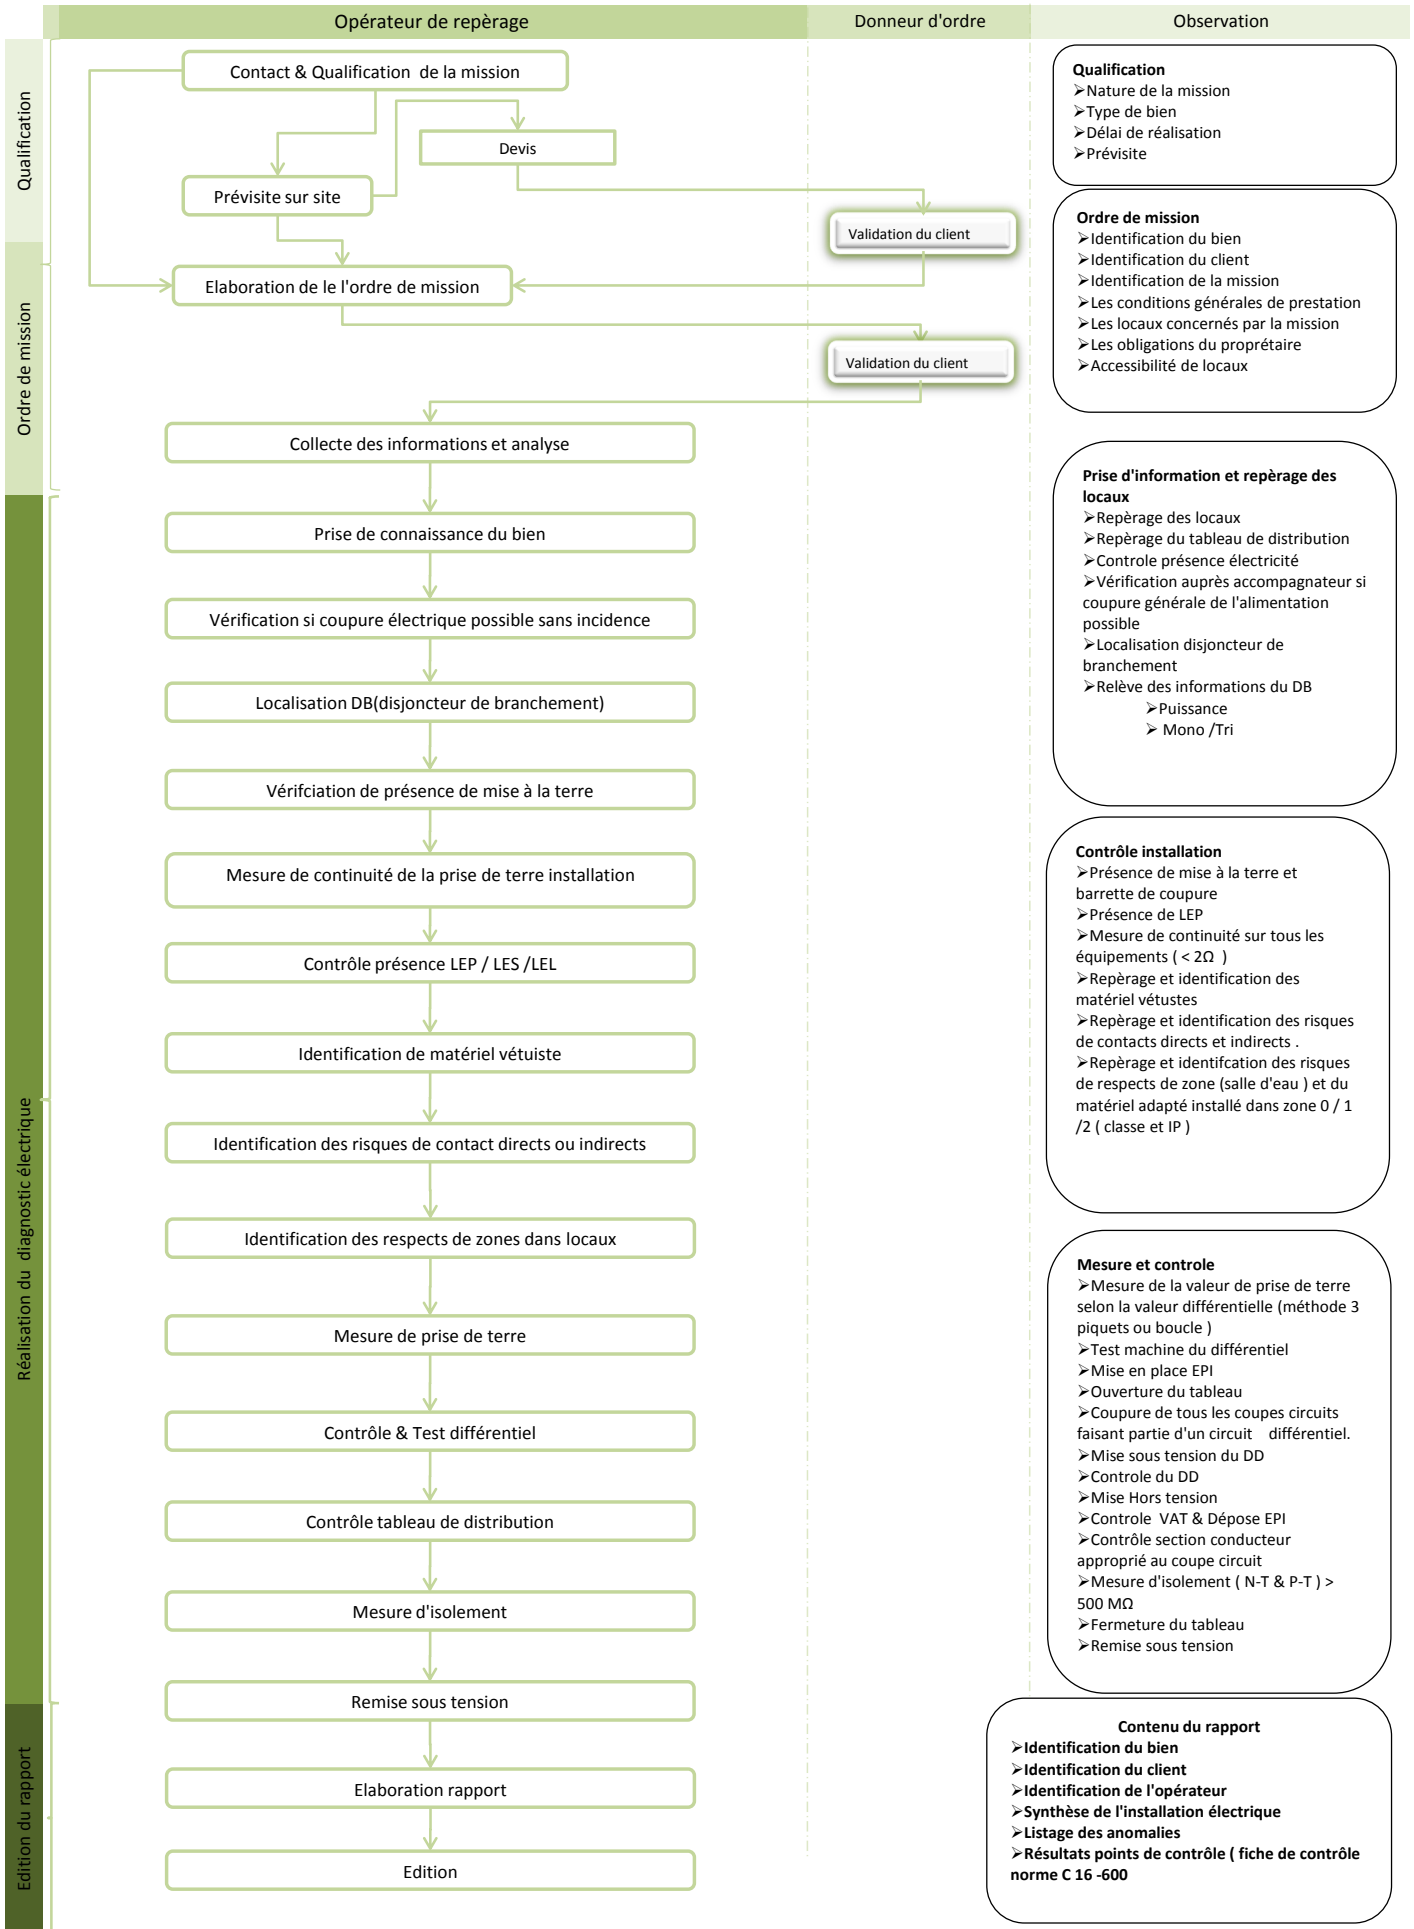 Opérateur de repèrage
Donneur d'ordre
Observation
Qualification
Contact & Qualification de la mission
Devis
Prévisite sur site
Validation du client
Qualification
➢Nature de la mission
➢Type de bien
➢Délai de réalisation
➢Prévisite
Ordre de mission
Elaboration de le l'ordre de mission
Validation du client
Ordre de mission
➢Identification du bien
➢Identification du client
➢Identification de la mission
➢Les conditions générales de prestation
➢Les locaux concernés par la mission
➢Les obligations du proprétaire
➢Accessibilité de locaux
Collecte des informations et analyse
Réalisation du diagnostic électrique
Prise de connaissance du bien
Vérification si coupure électrique possible sans incidence
Localisation DB(disjoncteur de branchement)
Vérifciation de présence de mise à la terre
Mesure de continuité de la prise de terre installation
Contrôle présence LEP / LES /LEL
Identification de matériel vétuiste
Identification des risques de contact directs ou indirects
Identification des respects de zones dans locaux
Mesure de prise de terre
Contrôle & Test différentiel
Contrôle tableau de distribution
Mesure d'isolement
Remise sous tension
Prise d'information et repèrage des
locaux
➢Repèrage des locaux
➢Repèrage du tableau de distribution
➢Controle présence électricité
➢Vérification auprès accompagnateur si
coupure générale de l'alimentation
possible
➢Localisation disjoncteur de
branchement
➢Relève des informations du DB
➢Puissance
➢ Mono /Tri
Contrôle installation
➢Présence de mise à la terre et
barrette de coupure
➢Présence de LEP
➢Mesure de continuité sur tous les
équipements ( < 2Ω )
➢Repèrage et identification des
matériel vétustes
➢Repèrage et identification des risques
de contacts directs et indirects .
➢Repèrage et identifcation des risques
de respects de zone (salle d'eau ) et du
matériel adapté installé dans zone 0 / 1
/2 ( classe et IP )
Mesure et controle
➢Mesure de la valeur de prise de terre
selon la valeur différentielle (méthode 3
piquets ou boucle )
➢Test machine du différentiel
➢Mise en place EPI
➢Ouverture du tableau
➢Coupure de tous les coupes circuits
faisant partie d'un circuit différentiel.
➢Mise sous tension du DD
➢Controle du DD
➢Mise Hors tension
➢Controle VAT & Dépose EPI
➢Contrôle section conducteur
approprié au coupe circuit
➢Mesure d'isolement ( N-T & P-T ) >
500 MΩ
➢Fermeture du tableau
➢Remise sous tension
Edition du rapport
Elaboration rapport
Edition
Contenu du rapport
➢Identification du bien
➢Identification du client
➢Identification de l'opérateur
➢Synthèse de l'installation électrique
➢Listage des anomalies
➢Résultats points de contrôle ( fiche de contrôle
norme C 16 -600